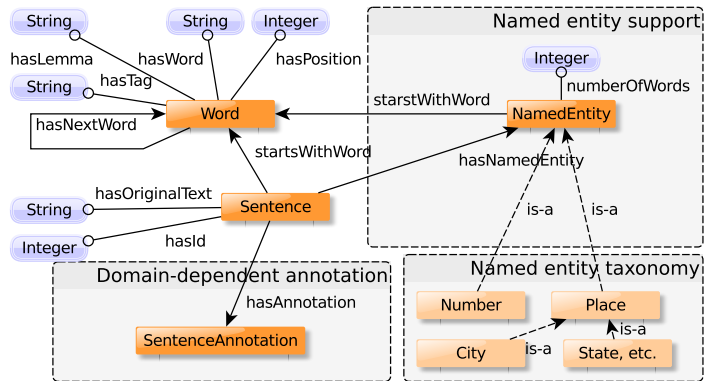 String
String
Integer
Named entity support
hasLemma
hasWord
hasPosition
Integer
hasTag
String
numberOfWords
starstWithWord
Word
NamedEntity
hasNextWord
startsWithWord
hasNamedEntity
hasOriginalText
String
Sentence
is-a
is-a
hasId
Integer
Domain-dependent annotation
Named entity taxonomy
hasAnnotation
Number
Place
SentenceAnnotation
is-a
City
is-a
State, etc.